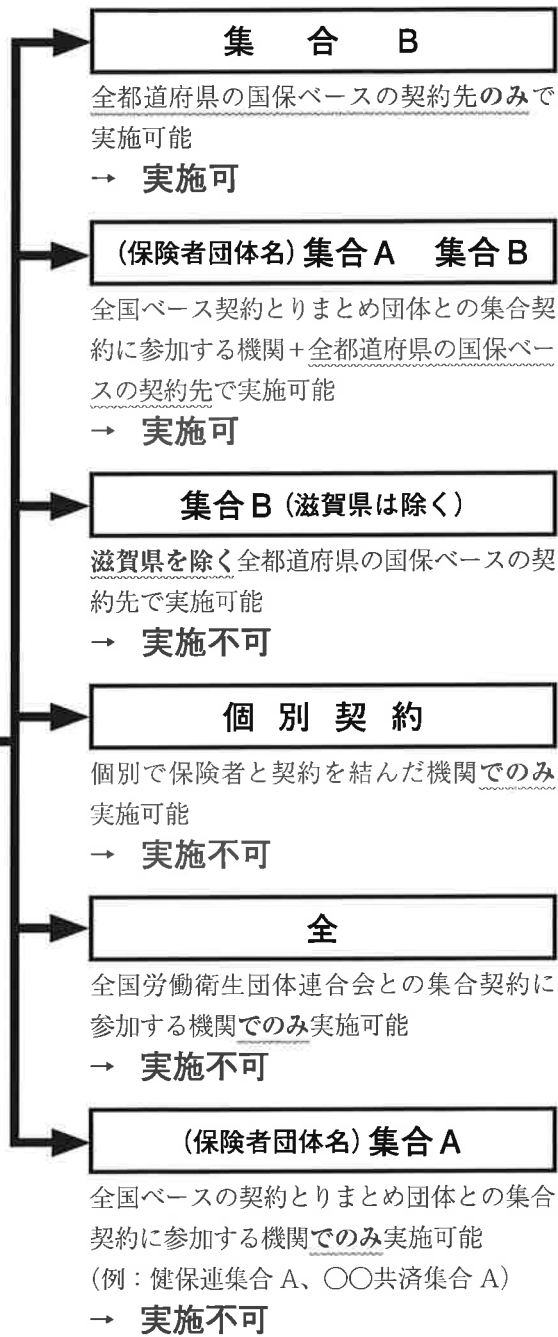 集合B
全都道府県の国保ベースの契約先のみで
実施可能
→ 実施可
(保険者団体名) 集合A 集合B
全国ベース契約とりまとめ団体との集合契
約に参加する機関+全都道府県の国保ベー
スの契約先で実施可能
→ 実施可
集合B (滋賀県は除く)
滋賀県を除く全都道府県の国保ベースの契
約先で実施可能
→ 実施不可
個別契約
個別で保険者と契約を結んだ機関でのみ
実施可能
→ 実施不可
全
全国労働衛生団体連合会との集合契約に
参加する機関でのみ実施可能
→ 実施不可
(保険者団体名) 集合A
全国ベースの契約とりまとめ団体との集合
契約に参加する機関でのみ実施可能
(例:健保連集合A、〇〇共済集合A)
→ 実施不可